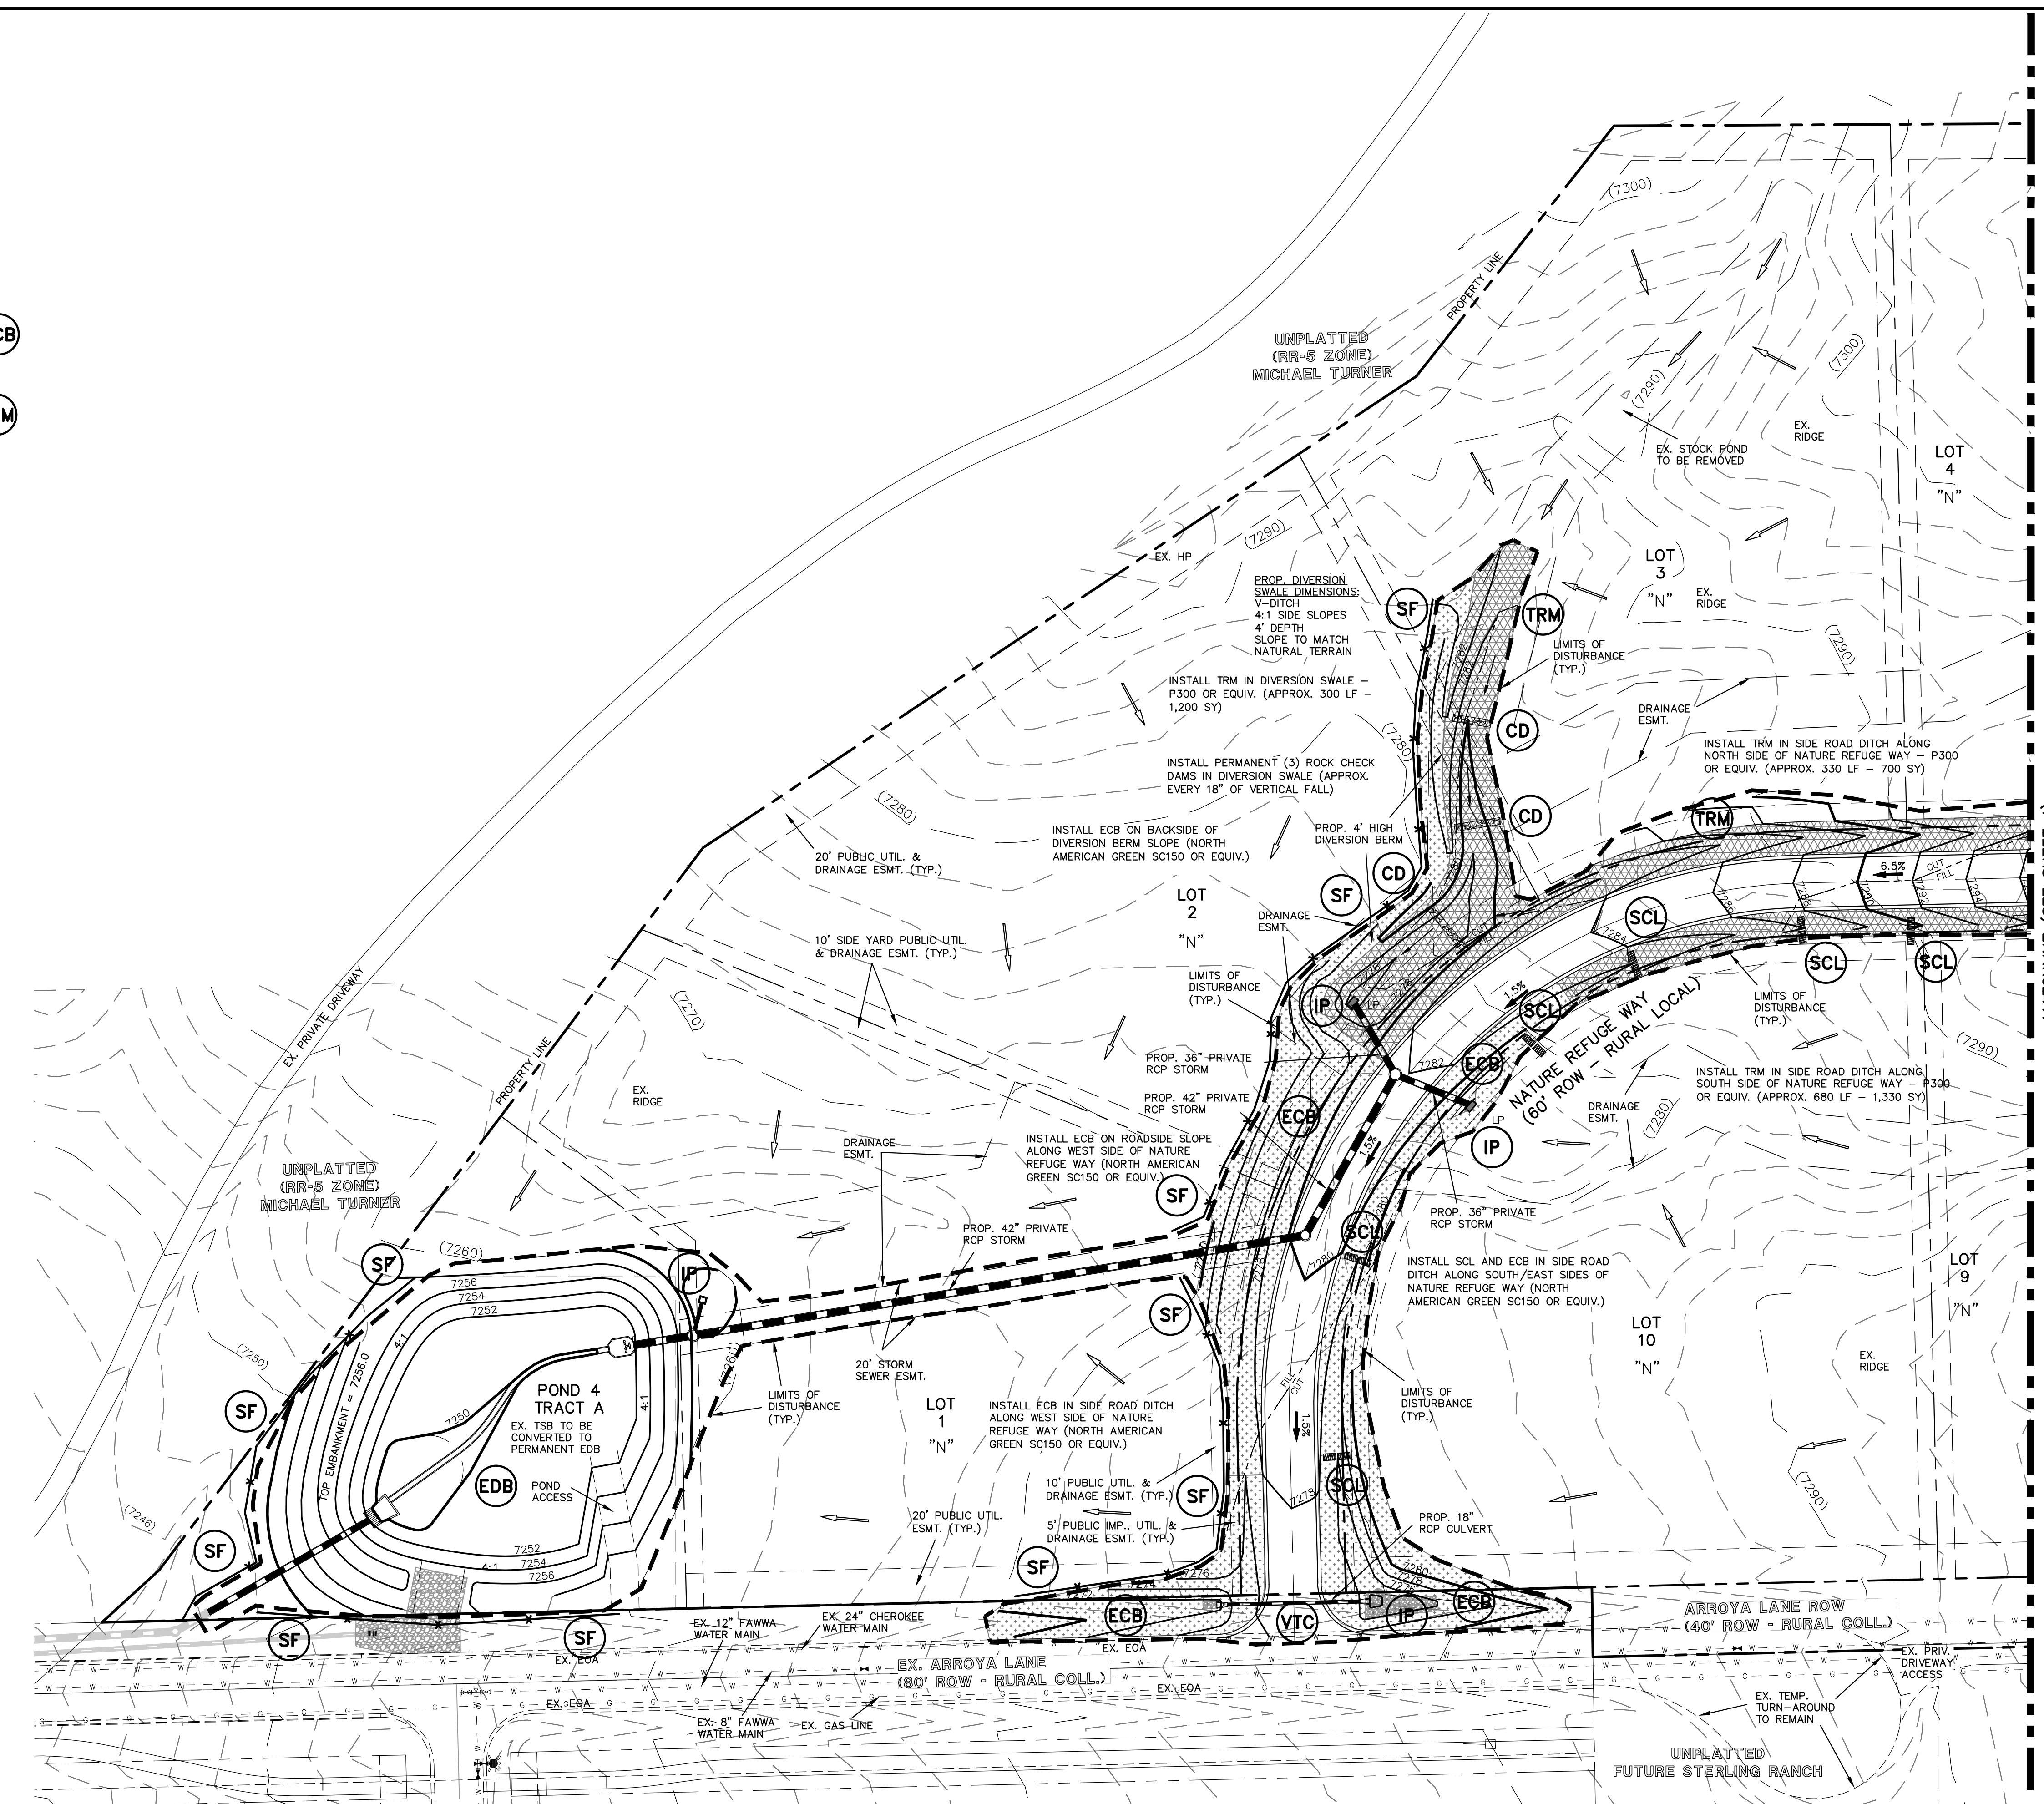 (7300)
PROPERTY LINE
UNPLATTED
(RR-5 ZONE)
MICHAEL TURNER
(7300)
(7290)
EX. STOCK POND
TO BE REMOVED
EX.
RIDGE
LOT
4
"N"
(7290)
EX. HP
LOT
3
"N"
EX.
RIDGE
PROP. DIVERSION
SWALE DIMENSIONS:
V-DITCH
4:1 SIDE SLOPES
4' DEPTH
SLOPE TO MATCH
NATURAL TERRAIN
SF
TRM
LIMITS OF
DISTURBANCE
(TYP.)
(7290)
7282
INSTALL TRM IN DIVERSION SWALE –
P300 OR EQUIV. (APPROX. 300 LF –
1,200 SY)
CD
DRAINAGE
ESMT.
(7280)
INSTALL TRM IN SIDE ROAD DITCH ALONG
NORTH SIDE OF NATURE REFUGE WAY – P300
OR EQUIV. (APPROX. 330 LF – 700 SY)
INSTALL PERMANENT (3) ROCK CHECK
DAMS IN DIVERSION SWALE (APPROX.
EVERY 18" OF VERTICAL FALL)
(7280)
CD
TRM
INSTALL ECB ON BACKSIDE OF
DIVERSION BERM SLOPE (NORTH
AMERICAN GREEN SC150 OR EQUIV.)
PROP. 4' HIGH
DIVERSION BERM
20' PUBLIC UTIL. &
DRAINAGE ESMT. (TYP.)
CD
SF
6.5%
CUT
FILL
7286
7288
7290
7292
7294
LOT
2
"N"
DRAINAGE
ESMT.
SCL
7284
SCL
SCL
10' SIDE YARD PUBLIC UTIL.
& DRAINAGE ESMT. (TYP.)
LIMITS OF
DISTURBANCE
(TYP.)
IP
LP
1.5%
SCL
LIMITS OF
DISTURBANCE
(TYP.)
NATURE REFUGE WAY
(60' ROW – RURAL LOCAL)
(7270)
EX. PRIVATE DRIVEWAY
PROPERTY LINE
EX.
RIDGE
PROP. 36" PRIVATE
RCP STORM
7282
ECB
(7290)
INSTALL TRM IN SIDE ROAD DITCH ALONG
SOUTH SIDE OF NATURE REFUGE WAY – P300
OR EQUIV. (APPROX. 680 LF – 1,330 SY)
PROP. 42" PRIVATE
RCP STORM
ECB
LP
IP
DRAINAGE
ESMT.
(7280)
1.5%
DRAINAGE
ESMT.
INSTALL ECB ON ROADSIDE SLOPE
ALONG WEST SIDE OF NATURE
REFUGE WAY (NORTH AMERICAN
GREEN SC150 OR EQUIV.)
UNPLATTED
(RR-5 ZONE)
MICHAEL TURNER
SF
7280
PROP. 36" PRIVATE
RCP STORM
PROP. 42" PRIVATE
RCP STORM
SCL
7280
SF
(7260)
IP
7256
7254
7252
4:1
INSTALL SCL AND ECB IN SIDE ROAD
DITCH ALONG SOUTH/EAST SIDES OF
NATURE REFUGE WAY (NORTH
AMERICAN GREEN SC150 OR EQUIV.)
LOT
9
"N"
SF
LOT
10
"N"
(7250)
(7260)
20' STORM
SEWER ESMT.
EX.
RIDGE
TOP EMBANKMENT = 7256.0
POND 4
TRACT A
EX. TSB TO BE
CONVERTED TO
PERMANENT EDB
7250
4:1
LIMITS OF
DISTURBANCE
(TYP.)
FILL
CUT
LIMITS OF
DISTURBANCE
(TYP.)
LOT
1
"N"
INSTALL ECB IN SIDE ROAD DITCH
ALONG WEST SIDE OF NATURE
REFUGE WAY (NORTH AMERICAN
GREEN SC150 OR EQUIV.)
SF
1.5%
EDB
POND
ACCESS
10' PUBLIC UTIL. &
DRAINAGE ESMT. (TYP.)
SF
SCL
7278
(7290)
(7246)
20' PUBLIC UTIL.
ESMT. (TYP.)
5' PUBLIC IMP., UTIL. &
DRAINAGE ESMT. (TYP.)
PROP. 18"
RCP CULVERT
SF
7252
7254
7256
4:1
SF
7276
7274
7272
7280
7278
7276
ECB
VTC
IP
ECB
SF
SF
EX. 12" FAWWA
WATER MAIN
EX. 24" CHEROKEE
WATER MAIN
ARROYA LANE ROW
(40' ROW - RURAL COLL.)
EX. EOA
EX. EOA
EX. ARROYA LANE
(80' ROW - RURAL COLL.)
EX. PRIV.
DRIVEWAY
ACCESS
EX. EOA
EX. EOA
EX. 8" FAWWA
WATER MAIN
EX. GAS LINE
EX. TEMP.
TURN-AROUND
TO REMAIN
UNPLATTED
FUTURE STERLING RANCH